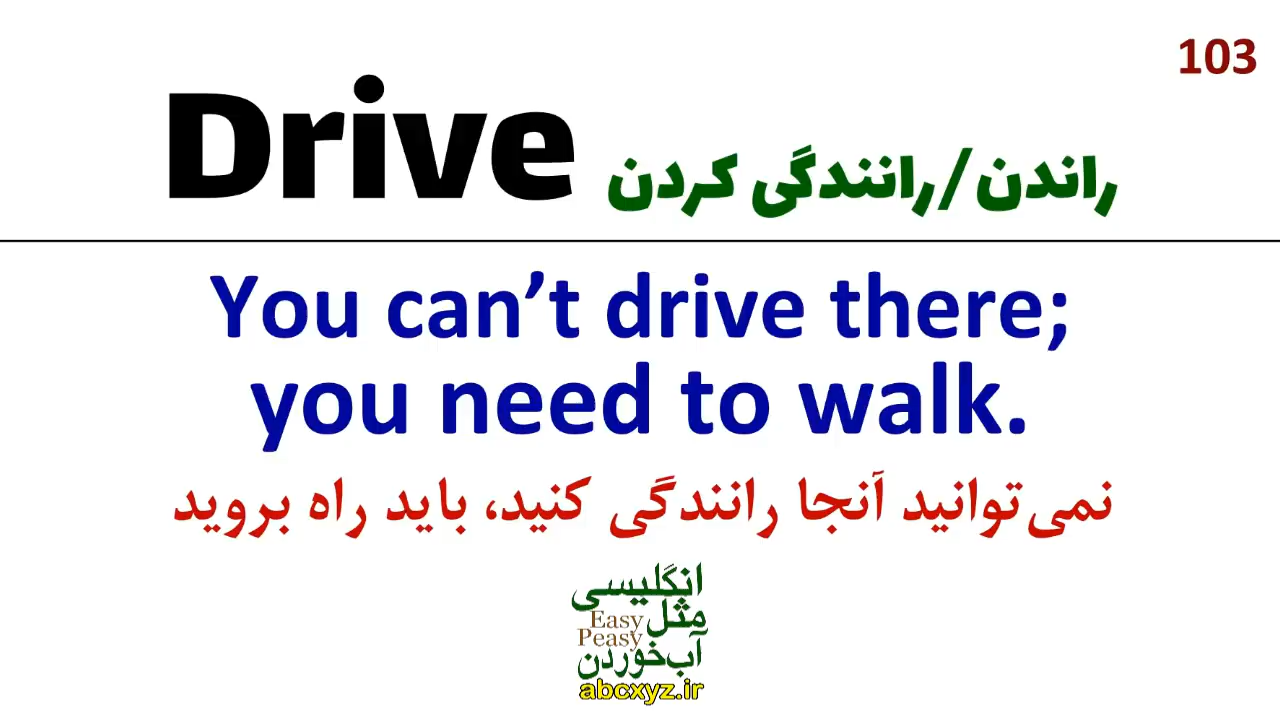 103
Drive راندن/رانندگی کردن
You can’t drive there;
you need to walk.
نمی‌توانید آنجا رانندگی کنید، باید راه بروید
انگلیسی
مثل Easy
Peasy
آب‌خوردن
abcxyz.ir